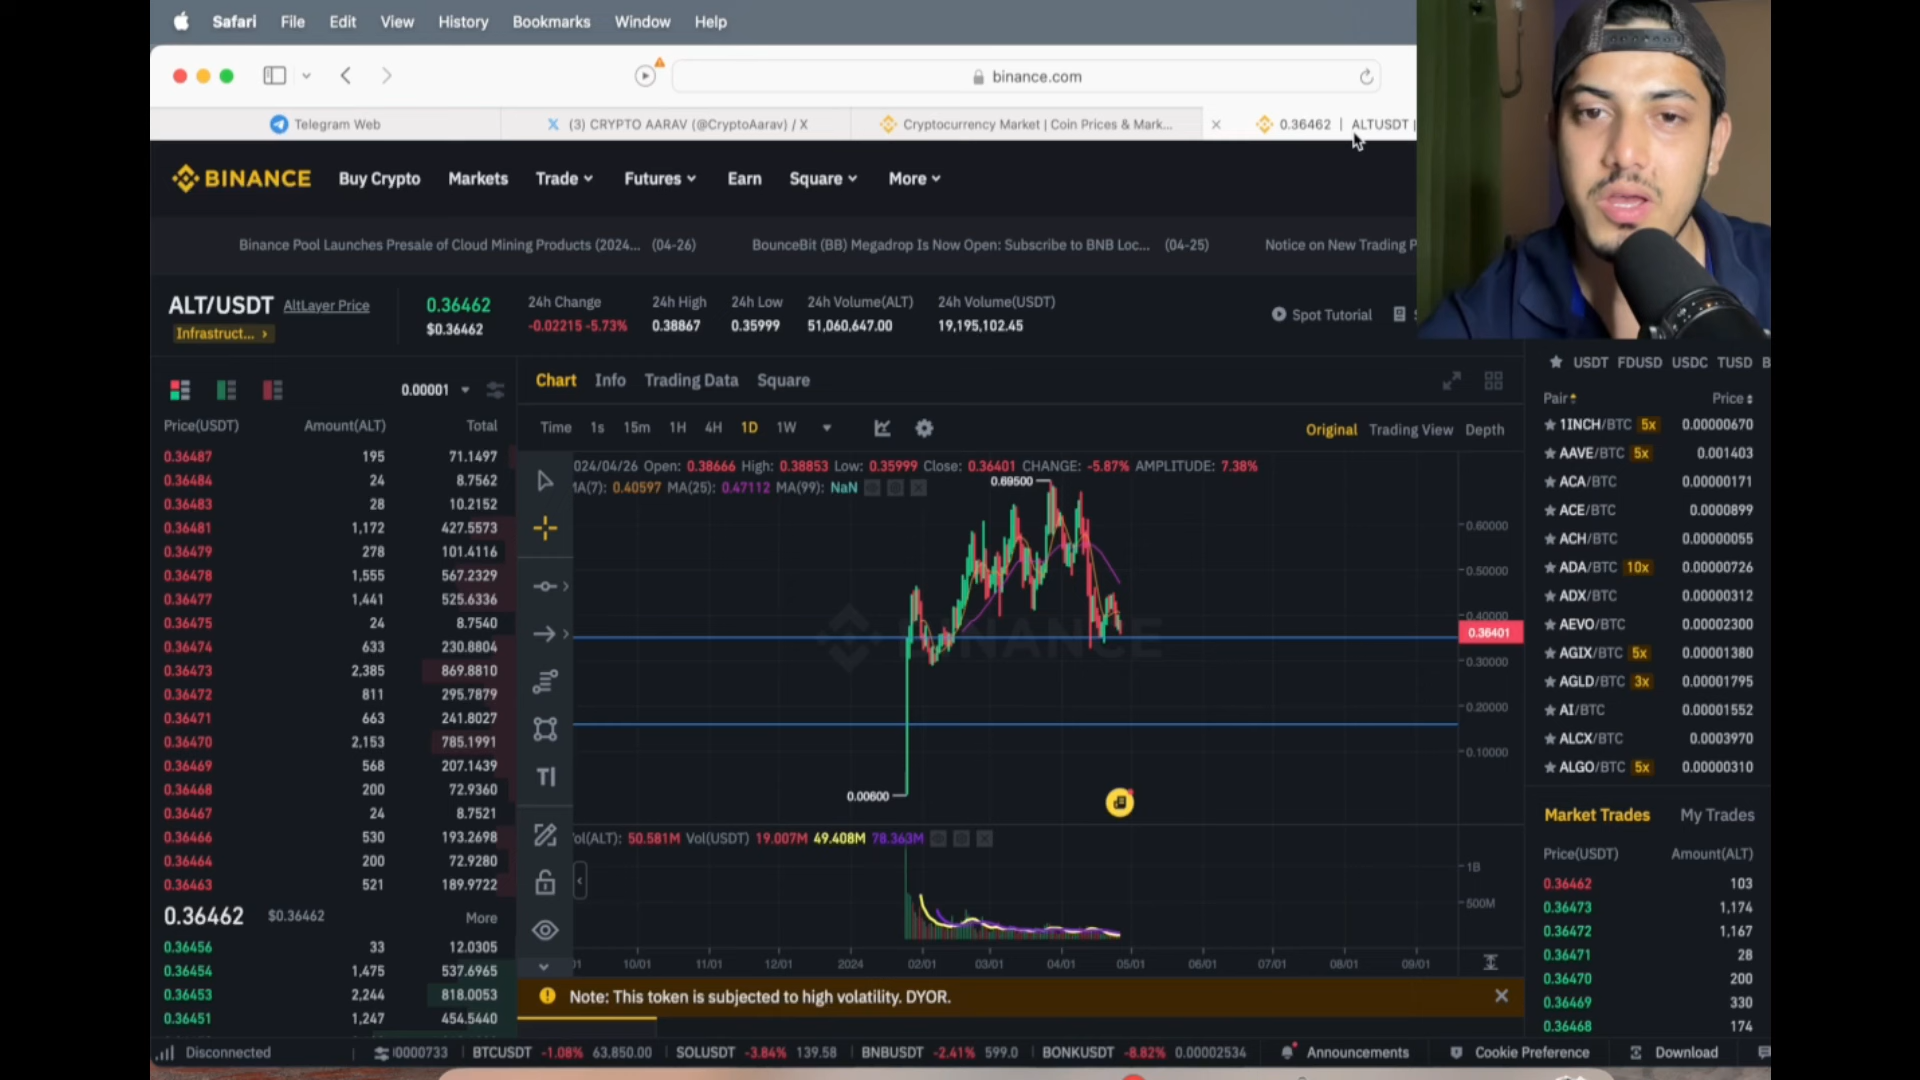 Safari File Edit View History Bookmarks Window Help
binance.com
Telegram Web
(3) CRYPTO AARAV (@CryptoAarav) / X
Cryptocurrency Market | Coin Prices & Mark...
0.36462 | ALTUSDT |
BINANCE Buy Crypto Markets Trade Futures Earn Square More
Binance Pool Launches Presale of Cloud Mining Products (2024... (04-26)
BounceBit (BB) Megadrop Is Now Open: Subscribe to BNB Loc... (04-25)
Notice on New Trading P
ALT/USDT AltLayer Price
Infrastruct...
0.36462
$0.36462
24h Change
-0.02215 -5.73%
24h High
0.38867
24h Low
0.35999
24h Volume(ALT)
51,060,647.00
24h Volume(USDT)
19,195,102.45
Spot Tutorial
0.00001
Price(USDT) Amount(ALT) Total
0.36487 195 71.1497
0.36484 24 8.7562
0.36483 28 10.2152
0.36481 1,172 427.5573
0.36479 278 101.4116
0.36478 1,555 567.2329
0.36477 1,441 525.6336
0.36475 24 8.7540
0.36474 633 230.8804
0.36473 2,385 869.8810
0.36472 811 295.7879
0.36471 663 241.8027
0.36470 2,153 785.1991
0.36469 568 207.1439
0.36468 200 72.9360
0.36467 24 8.7521
0.36466 530 193.2698
0.36464 200 72.9280
0.36463 521 189.9722
0.36462 $0.36462 More
0.36456 33 12.0305
0.36454 1,475 537.6965
0.36453 2,244 818.0053
0.36451 1,247 454.5440
Chart Info Trading Data Square
Time 1s 15m 1H 4H 1D 1W
Original Trading View Depth
024/04/26 Open: 0.38666 High: 0.38853 Low: 0.35999 Close: 0.36401 CHANGE: -5.87% AMPLITUDE: 7.38%
MA(7): 0.40597 MA(25): 0.47112 MA(99): NaN
0.69500
0.60000
0.50000
0.40000
0.36401
0.30000
0.20000
0.10000
BINANCE
0.00600
Vol(ALT): 50.581M Vol(USDT) 19.007M 49.408M 78.363M
1B
500M
10/01 11/01 12/01 2024 02/01 03/01 04/01 05/01 06/01 07/01 08/01 09/01
Note: This token is subjected to high volatility. DYOR.
USDT FDUSD USDC TUSD B
Pair Price
1INCH/BTC 5x 0.00000670
AAVE/BTC 5x 0.001403
ACA/BTC 0.00000171
ACE/BTC 0.0000899
ACH/BTC 0.00000055
ADA/BTC 10x 0.00000726
ADX/BTC 0.00000312
AEVO/BTC 0.00002300
AGIX/BTC 5x 0.00001380
AGLD/BTC 3x 0.00001795
AI/BTC 0.00001552
ALCX/BTC 0.0003970
ALGO/BTC 5x 0.00000310
Market Trades My Trades
Price(USDT) Amount(ALT)
0.36462 103
0.36473 1,174
0.36472 1,167
0.36471 28
0.36470 200
0.36469 330
0.36468 174
Disconnected
0000733 BTCUSDT -1.08% 63,850.00 SOLUSDT -3.84% 139.58 BNBUSDT -2.41% 599.0 BONKUSDT -8.82% 0.00002534
Announcements Cookie Preference Download